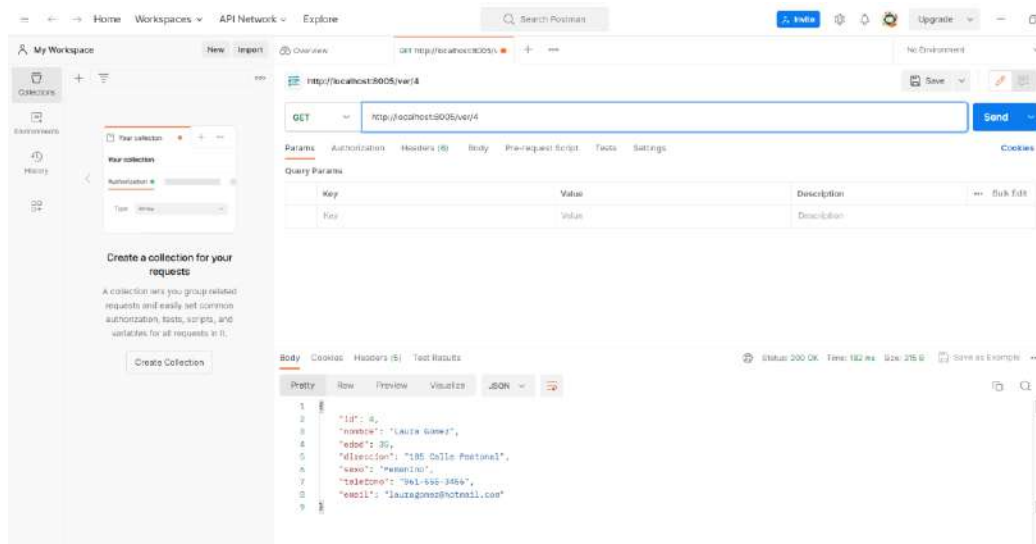 Home Workspaces API Network Explore Search Postman Invite Upgrade
My Workspace New Import Overview GET http://localhost:8005/v No Environment
Collections
Environments
History
http://localhost:8005/ver/4 Save
GET http://localhost:8005/ver/4 Send
Params Authorization Headers (6) Body Pre-request Script Tests Settings Cookies
Query Params
Key Value Description Bulk Edit
Key Value Description
Your collection
Your collection
Authorization
Type
Create a collection for your
requests
A collection lets you group related
requests and easily set common
authorization, tests, scripts, and
variables for all requests in it.
Create Collection
Body Cookies Headers (5) Test Results Status: 200 OK Time: 182 ms Size: 315 B Save as Example
Pretty Raw Preview Visualize JSON
1 {
2 "id": 4,
3 "nombre": "Laura Gomez",
4 "edad":
5 "direccion": "185 Calle
6 "sexo": "Femenino",
7 "telefono":
8 "email": "lauragomez@hotmail.com"
9 }